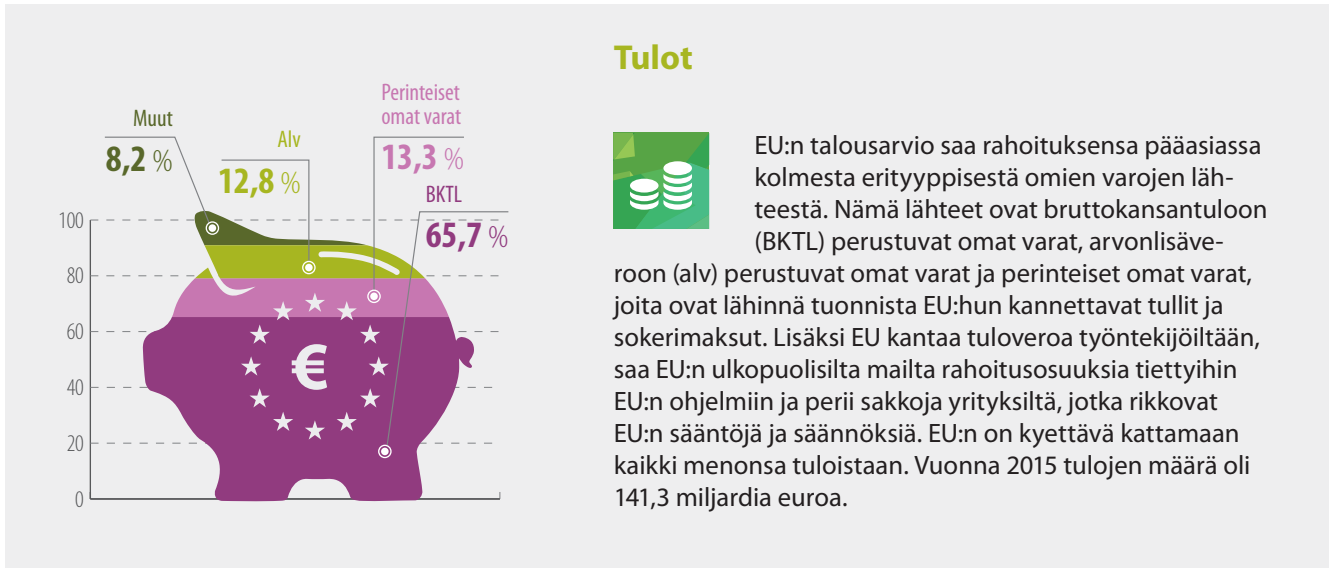 Tulot
Muut
8,2 %
Alv
12,8 %
Perinteiset
omat varat
13,3 %
BKTL
65,7 %
100
80
60
40
20
0
€
EU:n talousarvio saa rahoituksensa pääasiassa
kolmesta erityyppisestä omien varojen läh-
teestä. Nämä lähteet ovat bruttokansantuloon
(BKTL) perustuvat omat varat, arvonlisäve-
roon (alv) perustuvat omat varat ja perinteiset omat varat,
joita ovat lähinnä tuonnista EU:hun kannettavat tullit ja
sokerimaksut. Lisäksi EU kantaa tuloveroa työntekijöiltään,
saa EU:n ulkopuolisilta mailta rahoitusosuuksia tiettyihin
EU:n ohjelmiin ja perii sakkoja yrityksiltä, jotka rikkovat
EU:n sääntöjä ja säännöksiä. EU:n on kyettävä kattamaan
kaikki menonsa tuloistaan. Vuonna 2015 tulojen määrä oli
141,3 miljardia euroa.